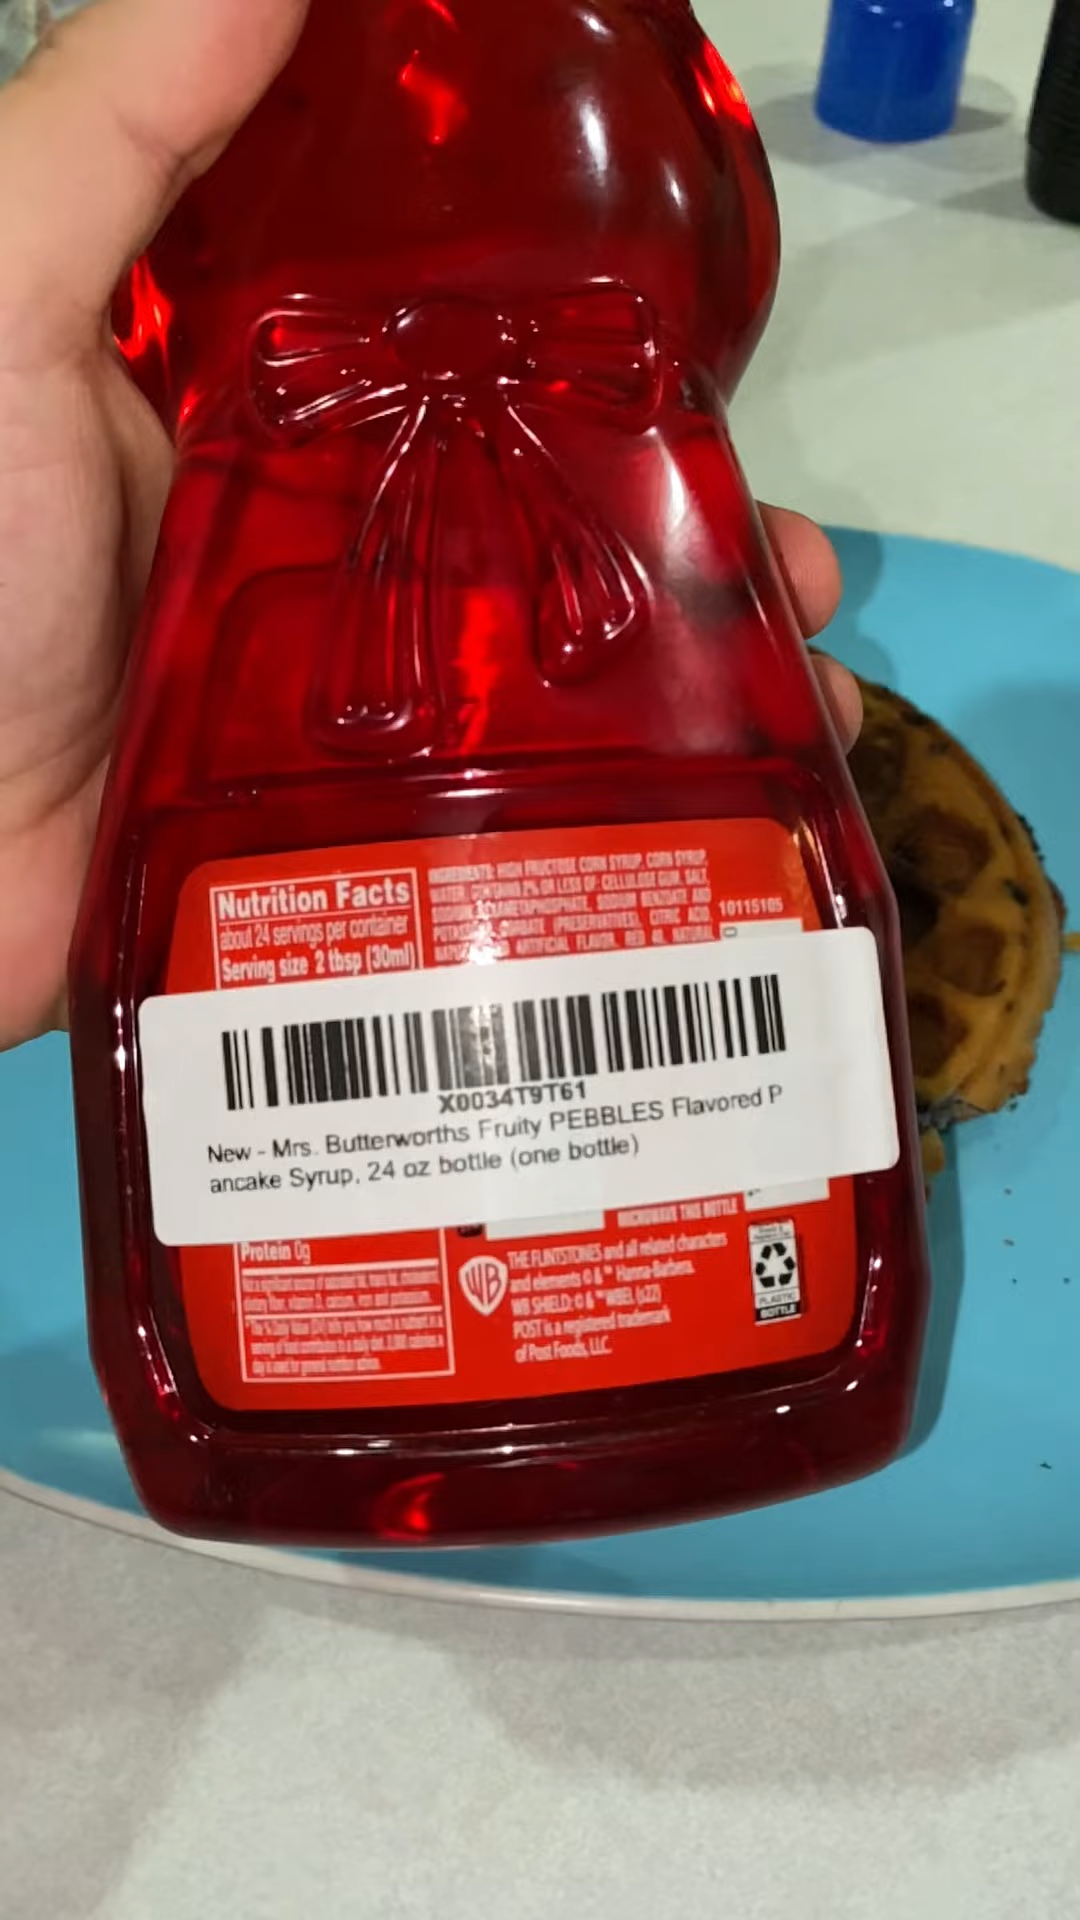 Nutrition Facts
about 24 servings per container
Serving size 2 tbsp (30ml)
INGREDIENTS: HIGH FRUCTOSE CORN SYRUP, CORN SYRUP,
WATER, CONTAINS 2% OR LESS OF: CELLULOSE GUM, SALT,
SODIUM BENZOATE AND
(PRESERVATIVES), CITRIC ACID,
ARTIFICIAL FLAVOR, RED 40, NATURAL
10115105
X0034T9T61
New - Mrs. Butterworths Fruity PEBBLES Flavored P
ancake Syrup, 24 oz bottle (one bottle)
MICROWAVE THIS BOTTLE
Protein 0g
WB
THE FLINTSTONES and all related characters
and elements © & ™ Hanna-Barbera.
WB SHIELD: © & ™ WBEI. (s22)
POST is a registered trademark
of Post Foods, LLC.
PLASTIC
BOTTLE